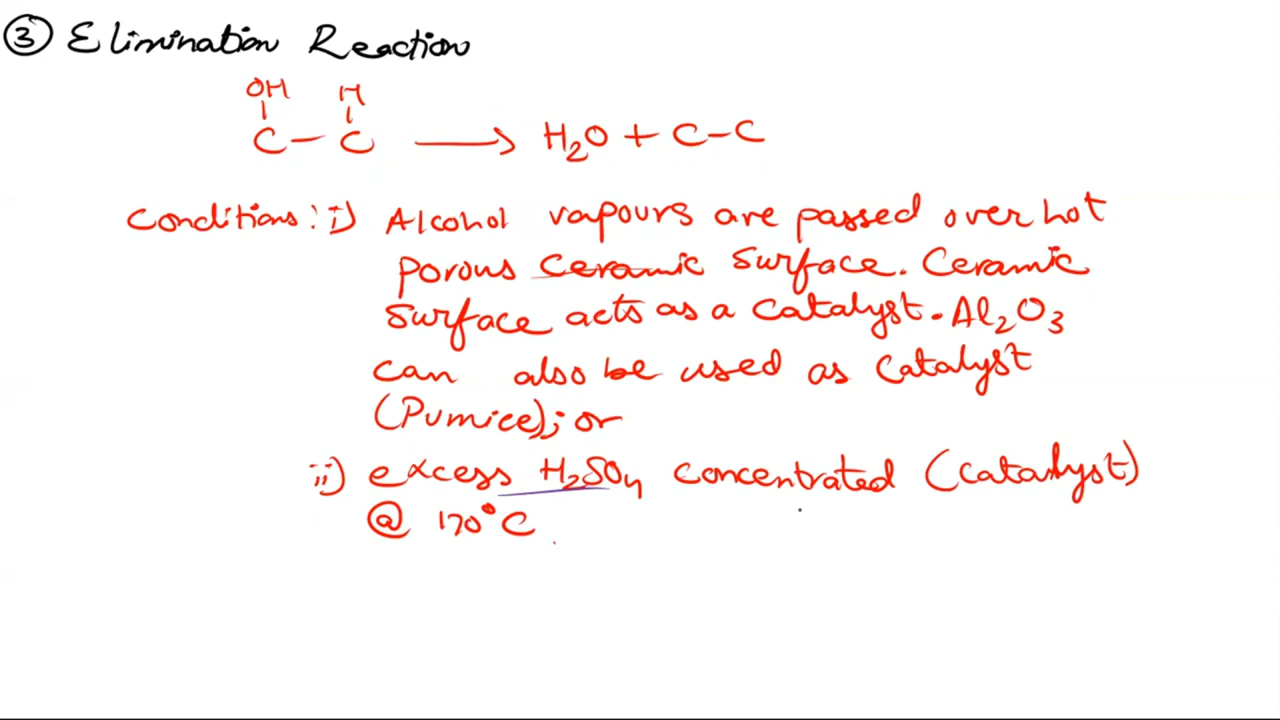 ③ Elimination Reaction
OH H
C – C ⟶ H₂O + C–C
Conditions: i) Alcohol vapours are passed over hot
porous ceramic surface. Ceramic
surface acts as a catalyst. Al₂O₃
can also be used as catalyst
(Pumice); or
ii) excess H₂SO₄ concentrated (catalyst)
@ 170°C